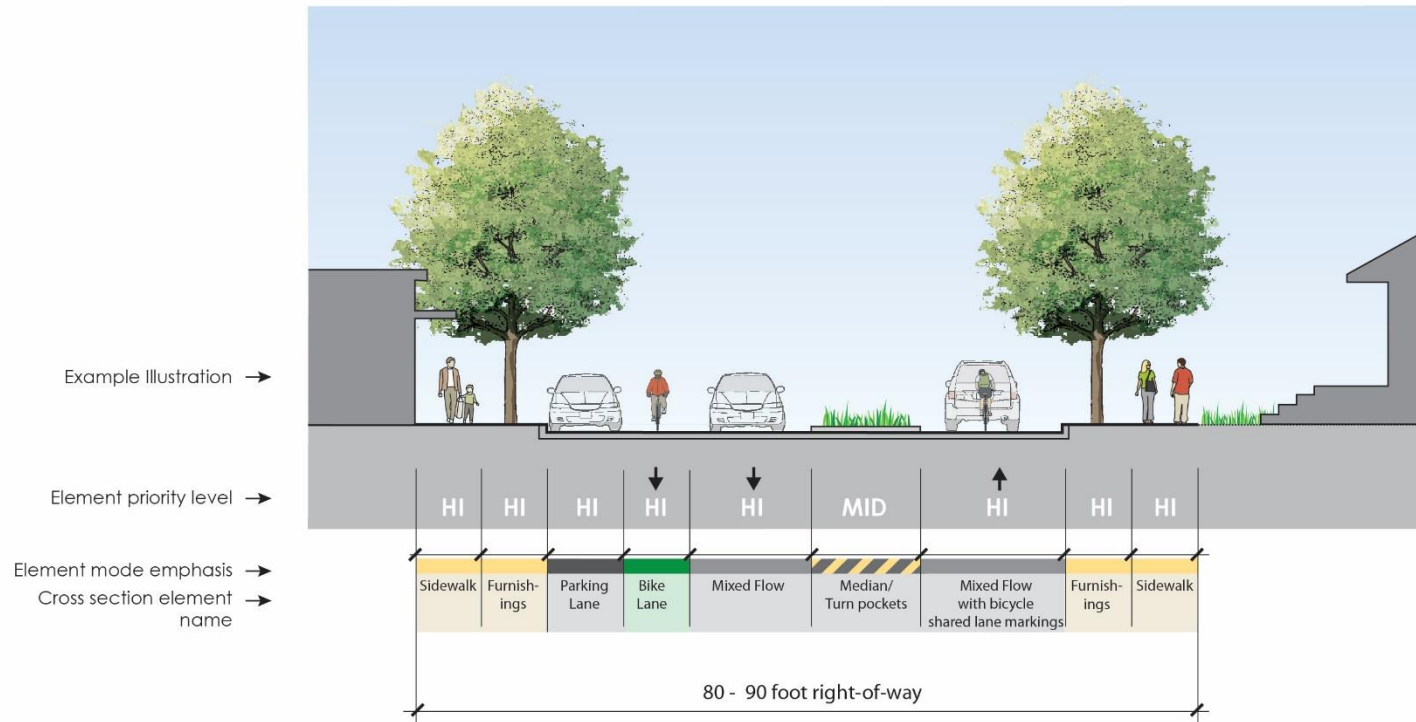 Example Illustration
Element priority level
HI HI HI HI HI MID HI HI HI
Element mode emphasis
Cross section element
name
Sidewalk
Furnish-
ings
Parking
Lane
Bike
Lane
Mixed Flow
Median/
Turn pockets
Mixed Flow
with bicycle
shared lane markings
Furnish-
ings
Sidewalk
80 - 90 foot right-of-way